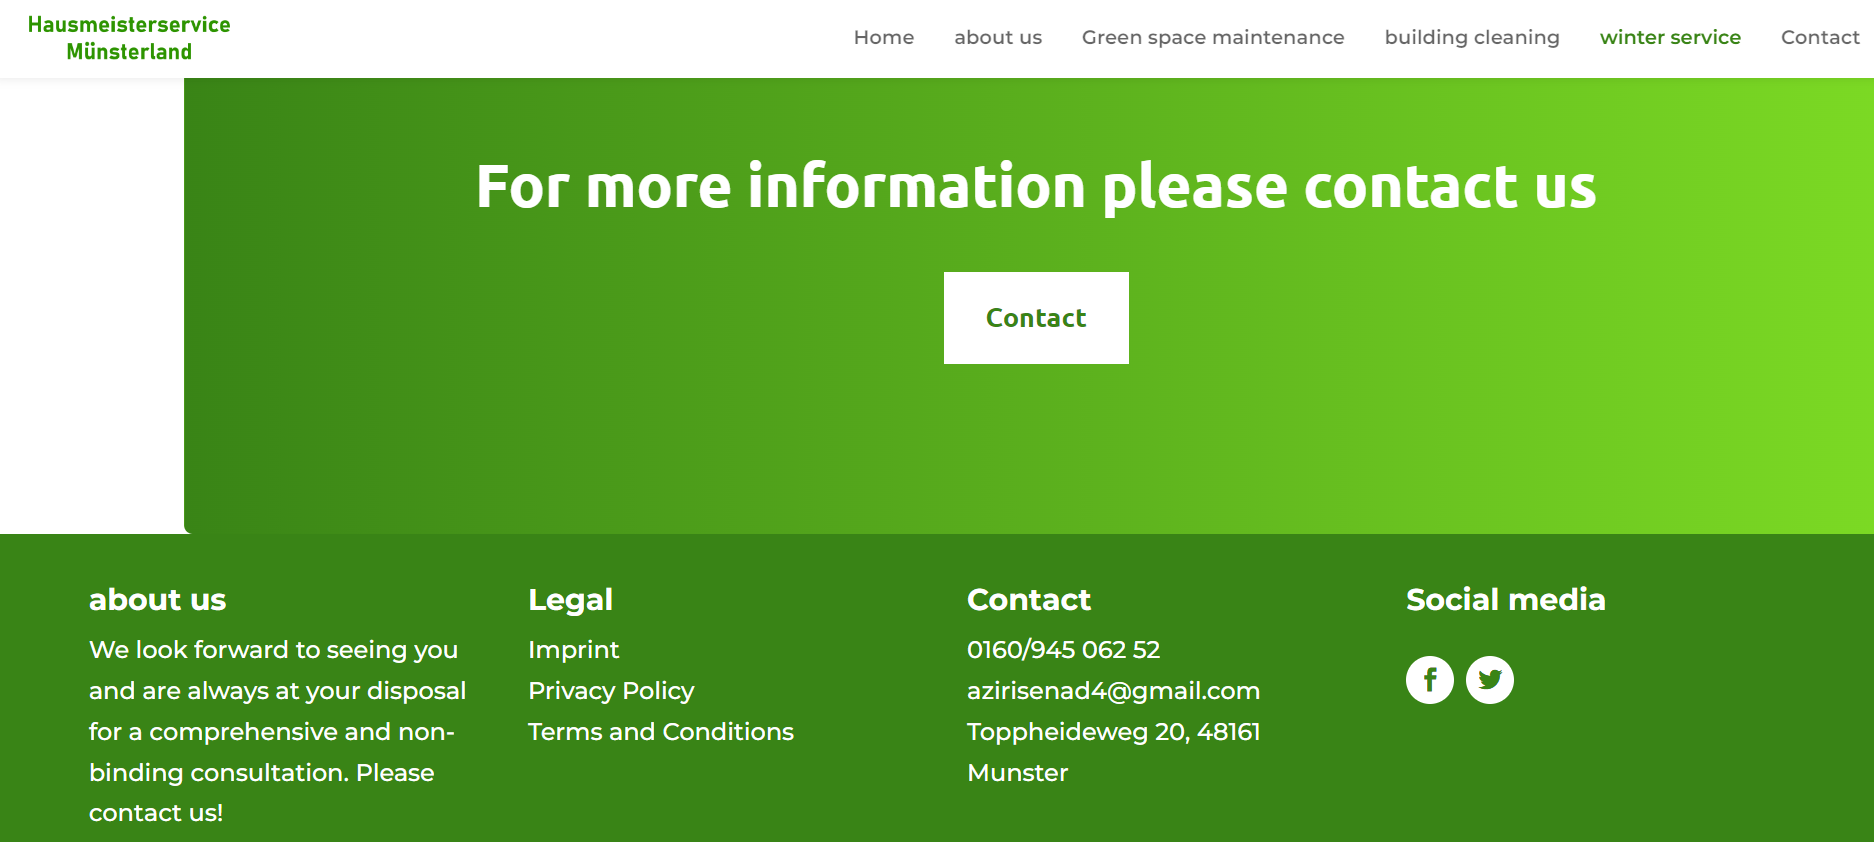 Hausmeisterservice
Münsterland
Home about us Green space maintenance building cleaning winter service Contact
For more information please contact us
Contact
about us
We look forward to seeing you
and are always at your disposal
for a comprehensive and non-
binding consultation. Please
contact us!
Legal
Imprint
Privacy Policy
Terms and Conditions
Contact
0160/945 062 52
azirisenad4@gmail.com
Toppheideweg 20, 48161
Munster
Social media